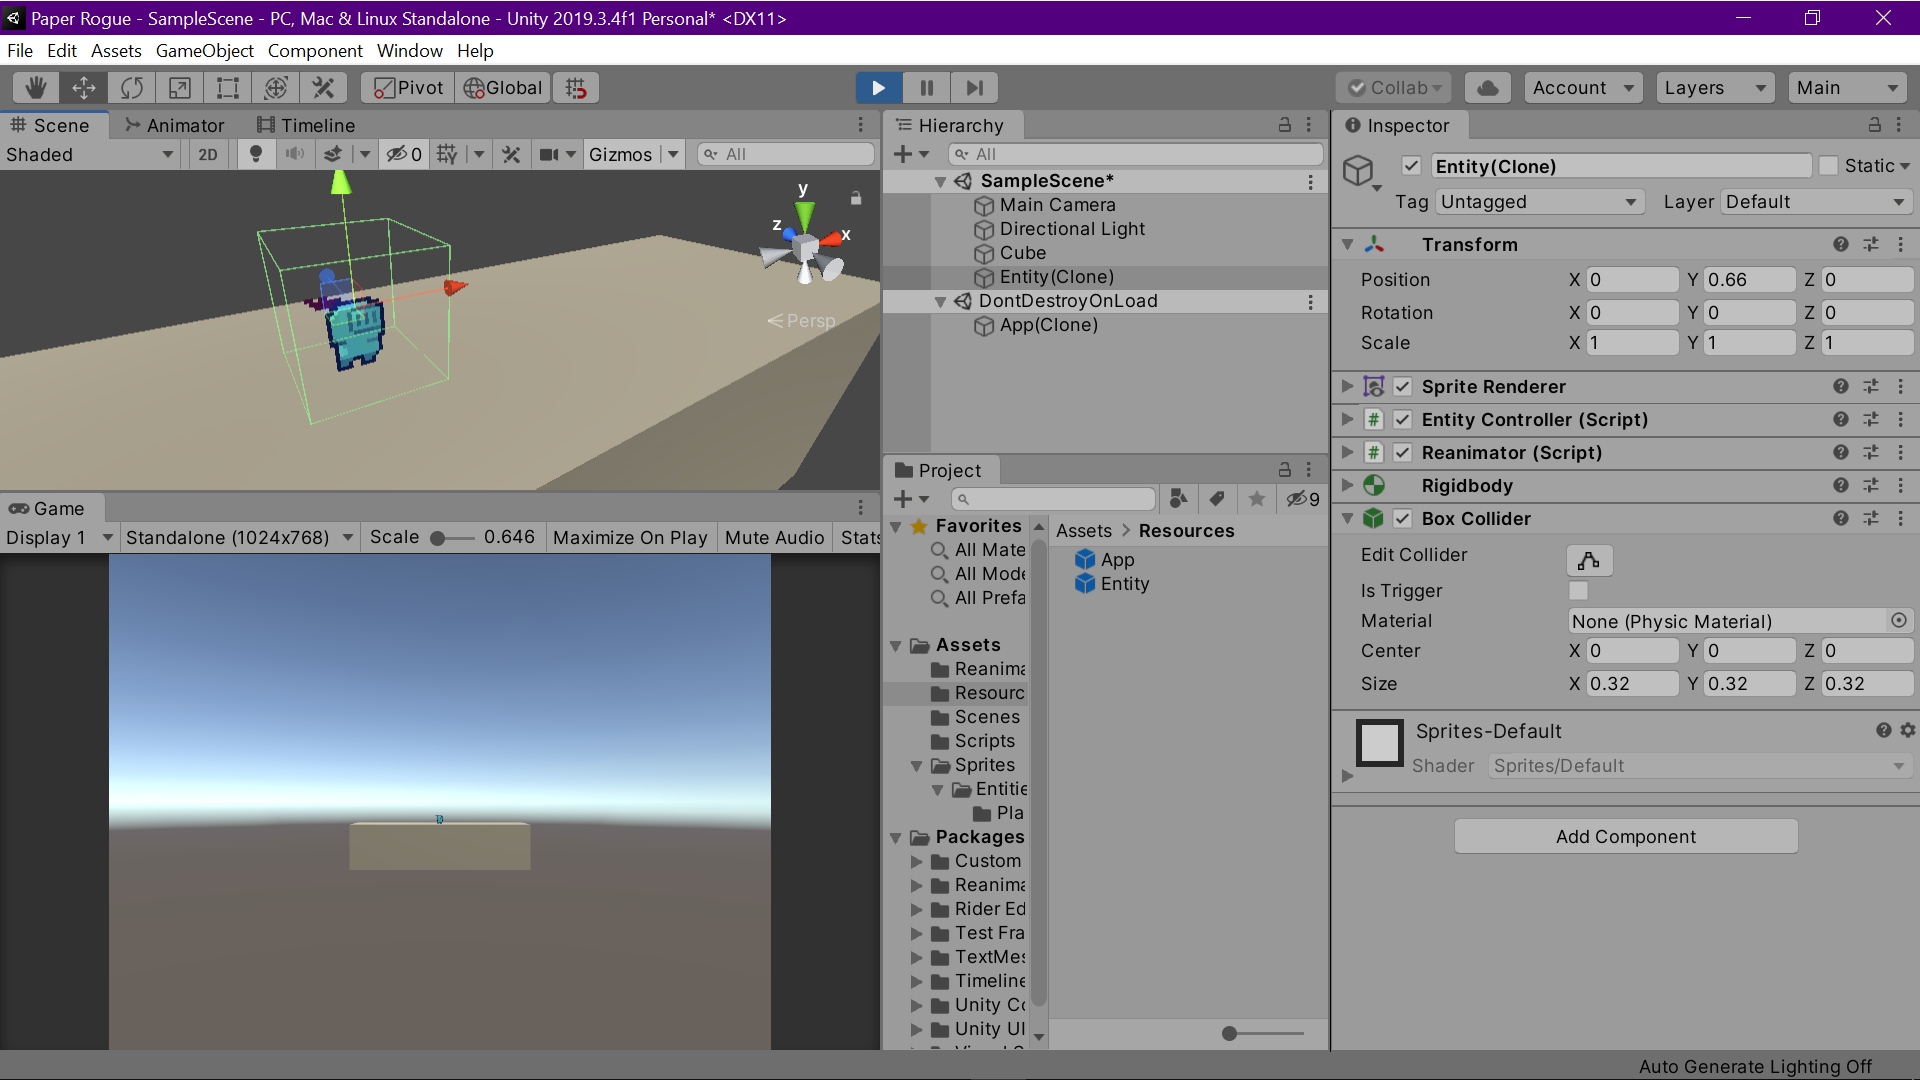 Paper Rogue - SampleScene - PC, Mac & Linux Standalone - Unity 2019.3.4f1 Personal* <DX11>
File Edit Assets GameObject Component Window Help
Pivot Global Collab Account Layers Main
Scene Animator Timeline
Shaded 2D 0 Gizmos All
y
z
x
Persp
Game
Display 1 Standalone (1024x768) Scale 0.646 Maximize On Play Mute Audio Stats
Hierarchy
All
SampleScene*
Main Camera
Directional Light
Cube
Entity(Clone)
DontDestroyOnLoad
App(Clone)
Project
9
Favorites
All Mate
All Mode
All Prefa
Assets
Reanima
Resourc
Scenes
Scripts
Sprites
Entitie
Pla
Packages
Custom
Reanima
Rider Ed
Test Fra
TextMes
Timeline
Unity Co
Unity UI
Assets > Resources
App
Entity
Inspector
Entity(Clone) Static
Tag Untagged Layer Default
Transform
Position X 0 Y 0.66 Z 0
Rotation X 0 Y 0 Z 0
Scale X 1 Y 1 Z 1
Sprite Renderer
# Entity Controller (Script)
# Reanimator (Script)
Rigidbody
Box Collider
Edit Collider
Is Trigger
Material None (Physic Material)
Center X 0 Y 0 Z 0
Size X 0.32 Y 0.32 Z 0.32
Sprites-Default
Shader Sprites/Default
Add Component
Auto Generate Lighting Off